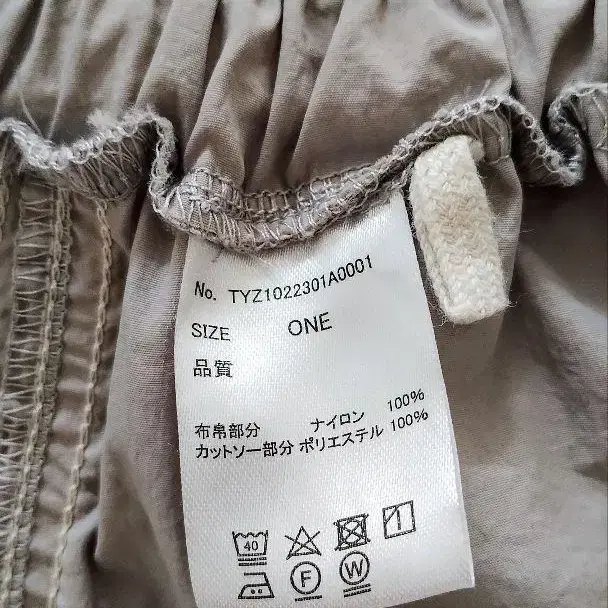 No. TYZ1022301A0001
SIZE ONE
品質
布帛部分 ナイロン 100%
カットソー部分 ポリエステル 100%
40
F W